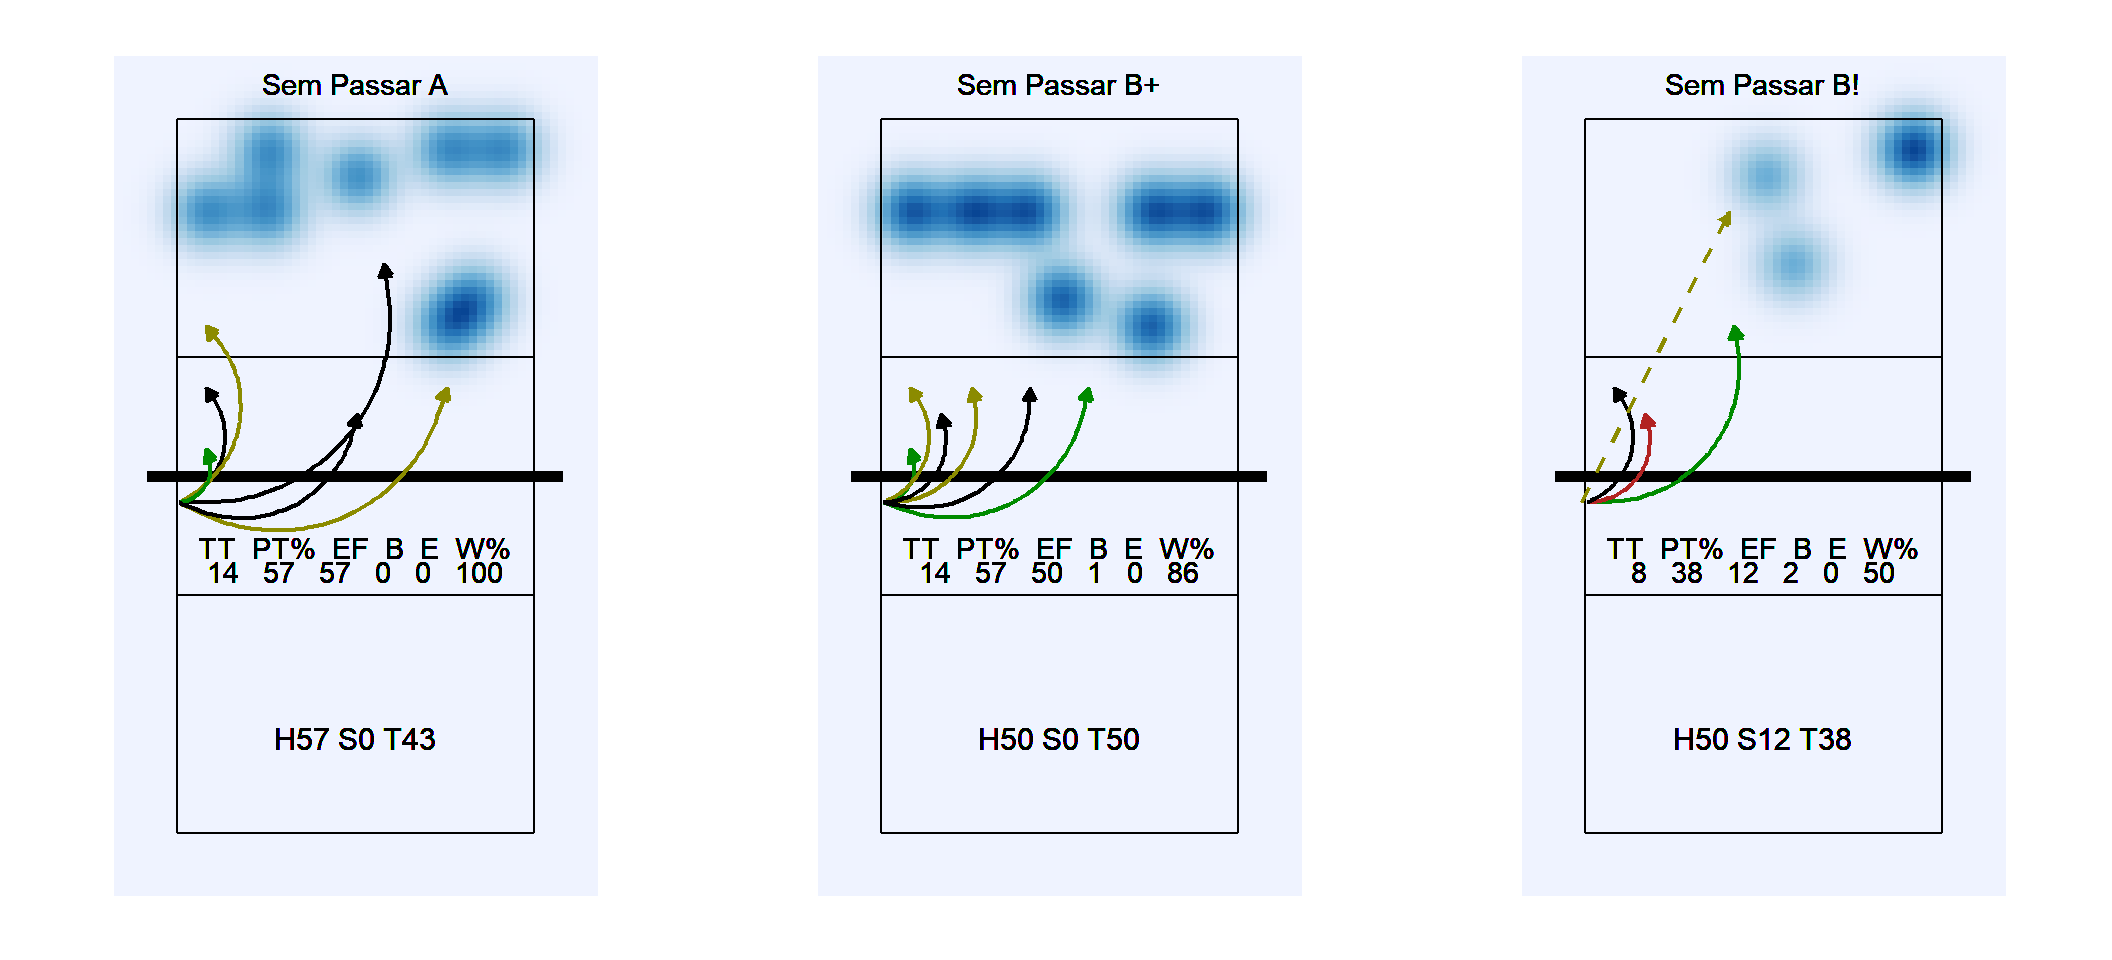 Sem Passar A
TT PT% EF B E W%
14 57 57 0 0 100
H57 S0 T43
Sem Passar B+
TT PT% EF B E W%
14 57 50 1 0 86
H50 S0 T50
Sem Passar B!
TT PT% EF B E W%
8 38 12 2 0 50
H50 S12 T38